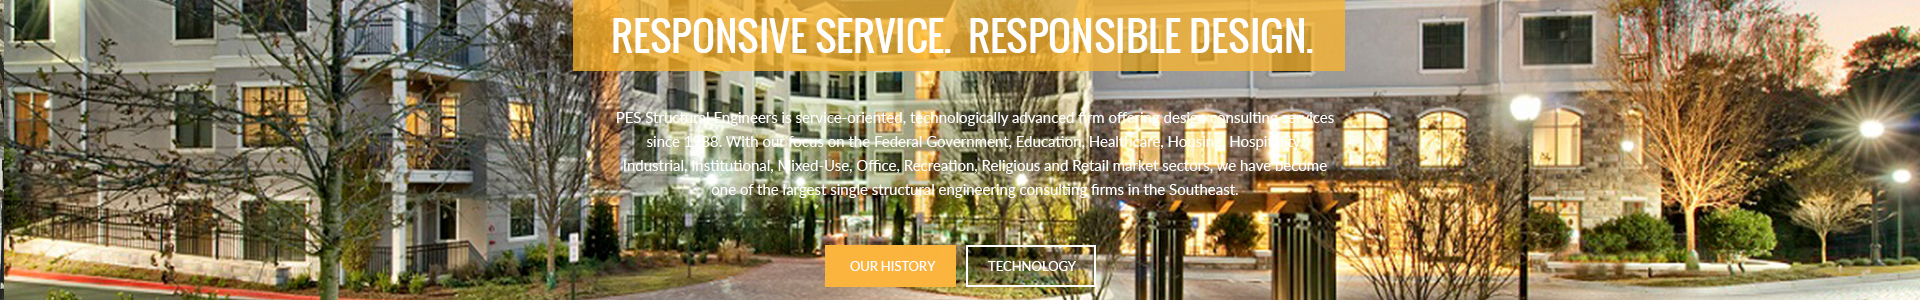 RESPONSIVE SERVICE. RESPONSIBLE DESIGN.
PES Structural Engineers is service-oriented, technologically advanced firm offering design consulting services
since 1988. With our focus on the Federal Government, Education, Healthcare, Housing, Hospitality,
Industrial, Institutional, Mixed-Use, Office, Recreation, Religious and Retail market sectors, we have become
one of the largest single structural engineering consulting firms in the Southeast.
OUR HISTORY TECHNOLOGY